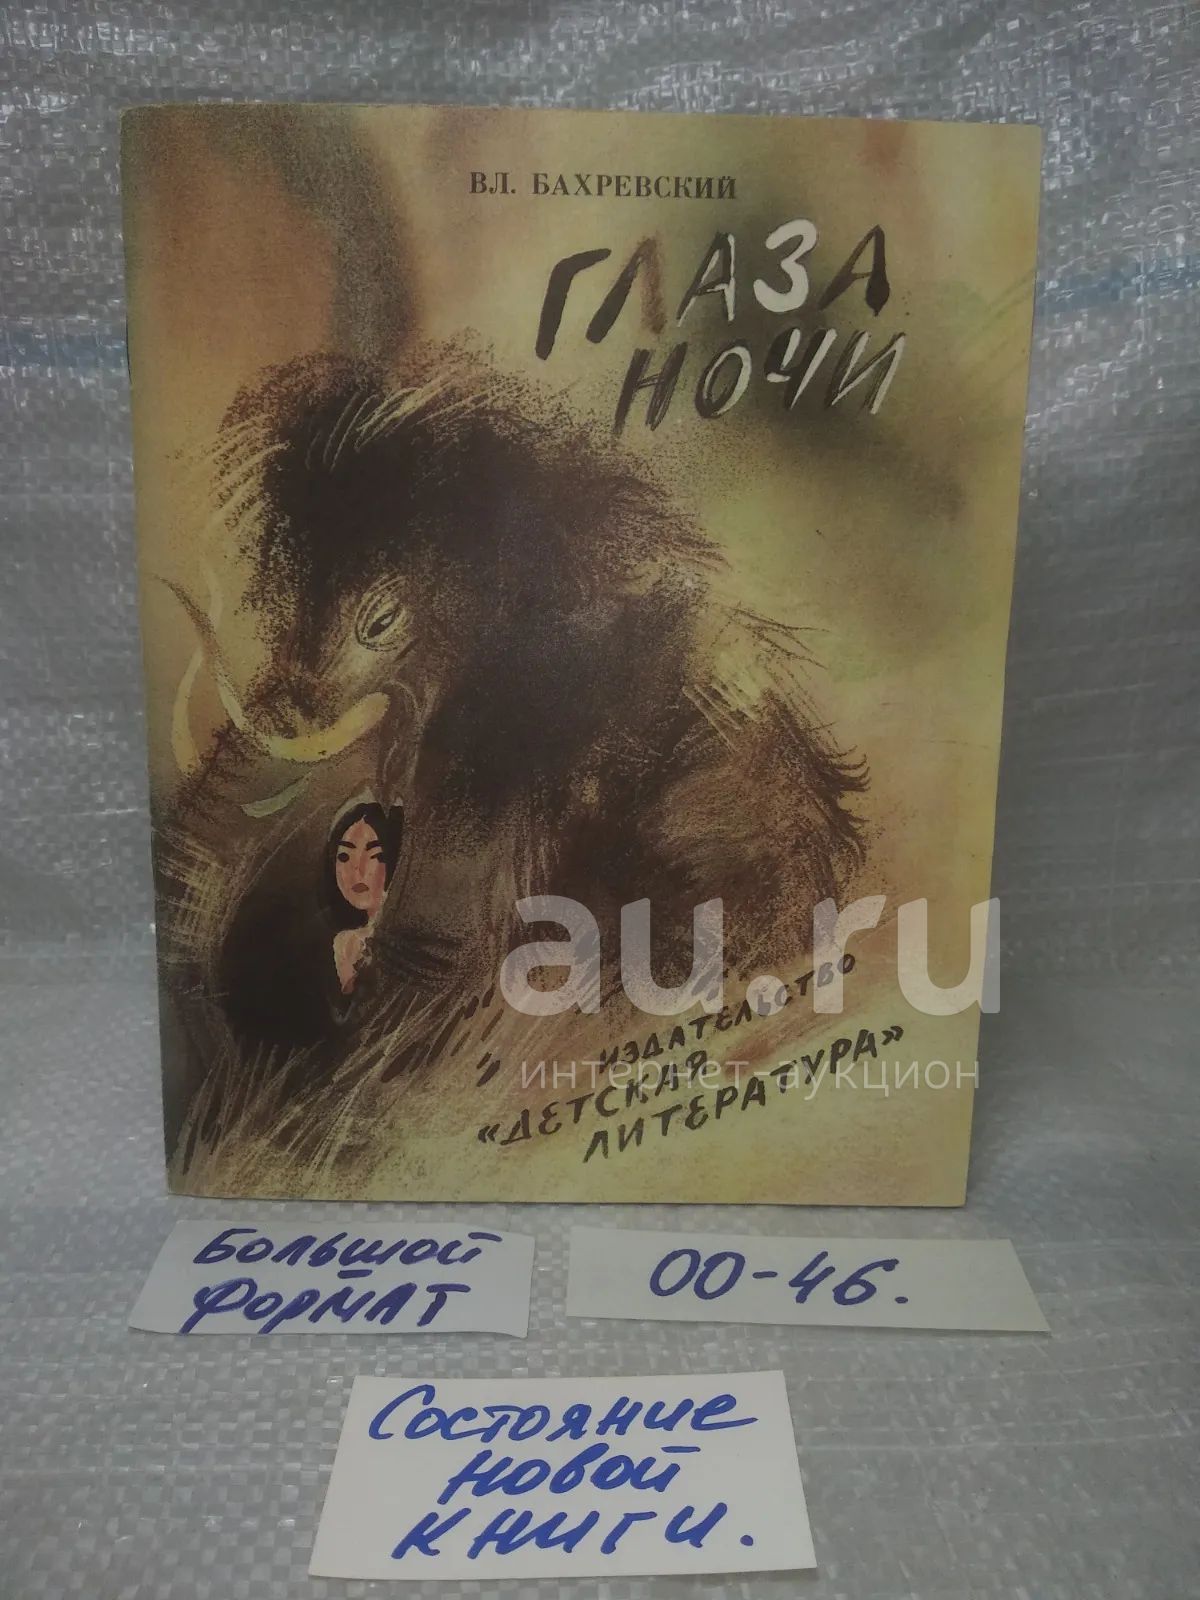 ВЛ. БАХРЕВСКИЙ
ГЛАЗА
НОЧИ
au.ru
интернет-аукцион
ИЗДАТЕЛЬСТВО
«ДЕТСКАЯ
ЛИТЕРАТУРА»
БОЛЬШОЙ
ФОРМАТ
00-46.
Состояние
новой
книги.